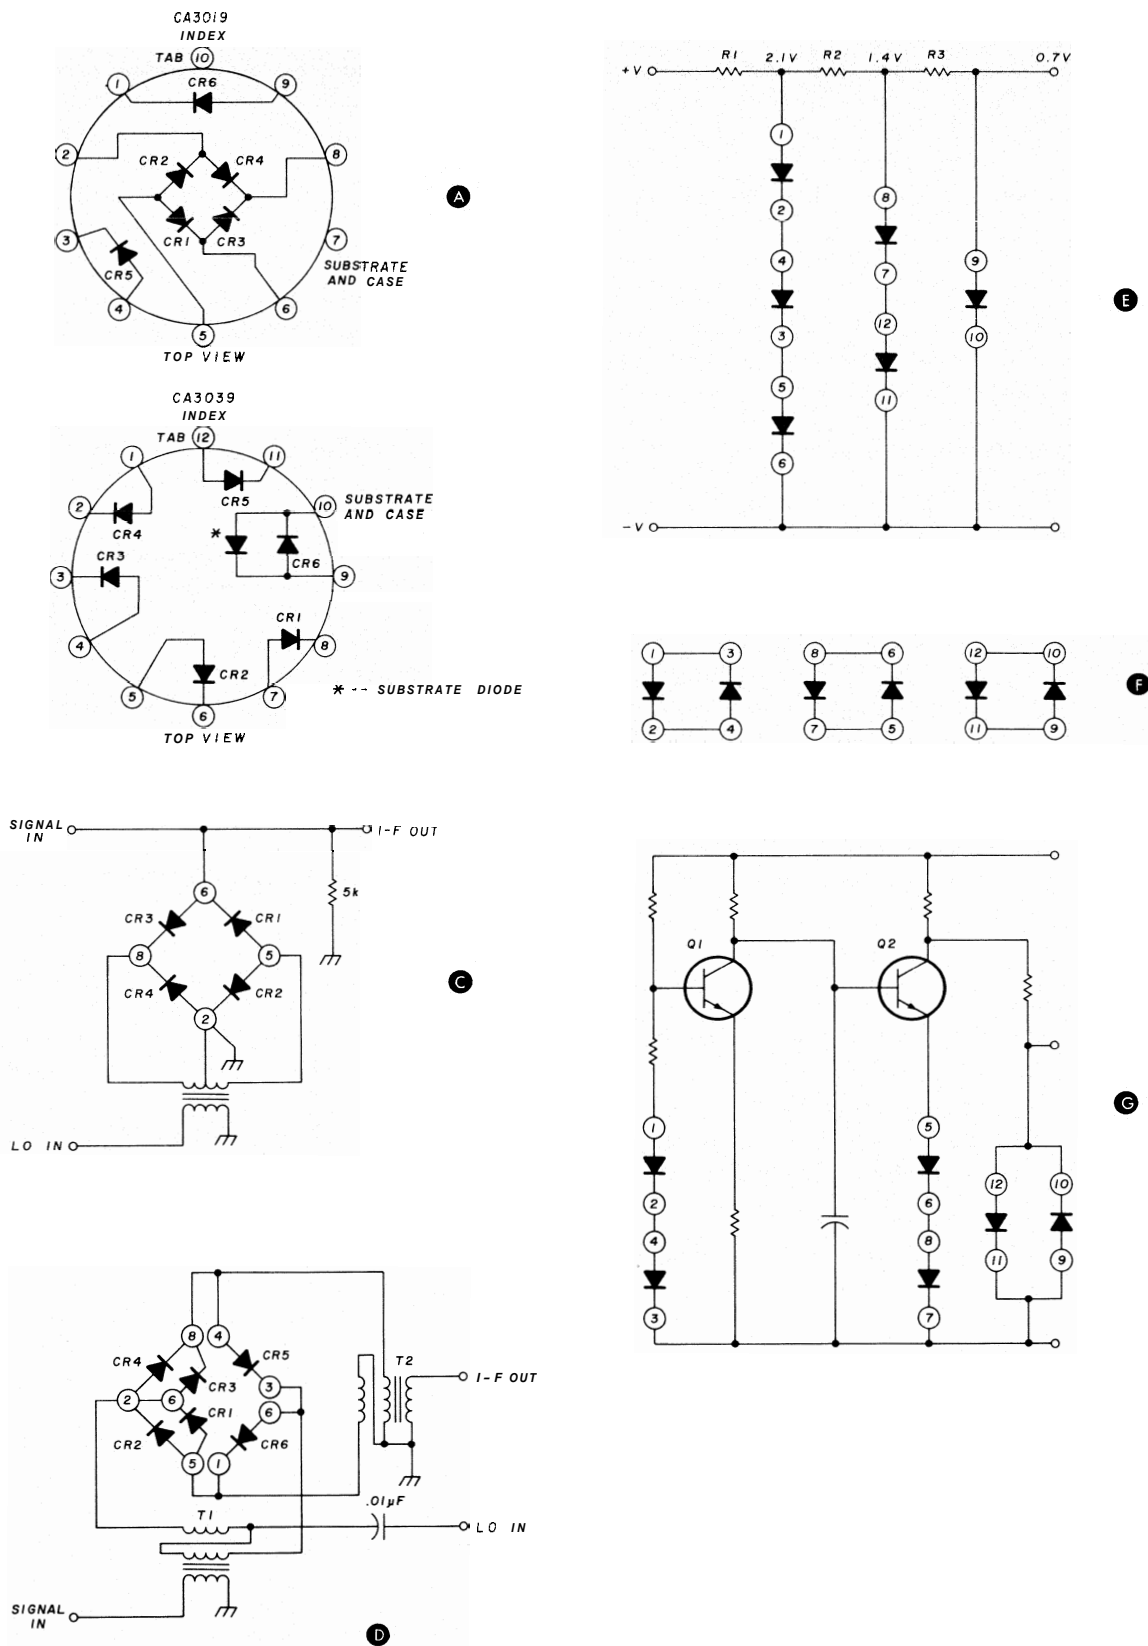 CA3019
INDEX
TAB 10
1
CR6
9
2
CR2
CR4
8
3
CR1
CR3
7
CR5
SUBSTRATE
AND CASE
4
6
5
TOP VIEW
A
CA3039
INDEX
TAB 12
1
11
2
CR5
10
SUBSTRATE
AND CASE
CR4
*
CR3
CR6
3
9
CR1
4
8
CR2
5
7
* -- SUBSTRATE DIODE
6
TOP VIEW
SIGNAL
IN
I-F OUT
6
5k
CR3
CR1
8
5
CR4
CR2
2
C
LO IN
8
4
CR4
CR5
T2
CR3
3
I-F OUT
2
6
6
CR1
CR2
CR6
5
1
.01µF
T1
LO IN
SIGNAL
IN
D
+V
R1
2.1V
R2
1.4V
R3
0.7V
1
2
8
4
7
9
3
12
10
5
11
6
-V
E
1
3
8
6
12
10
2
4
7
5
11
9
F
Q1
Q2
1
5
2
6
12
10
4
8
11
9
3
7
G